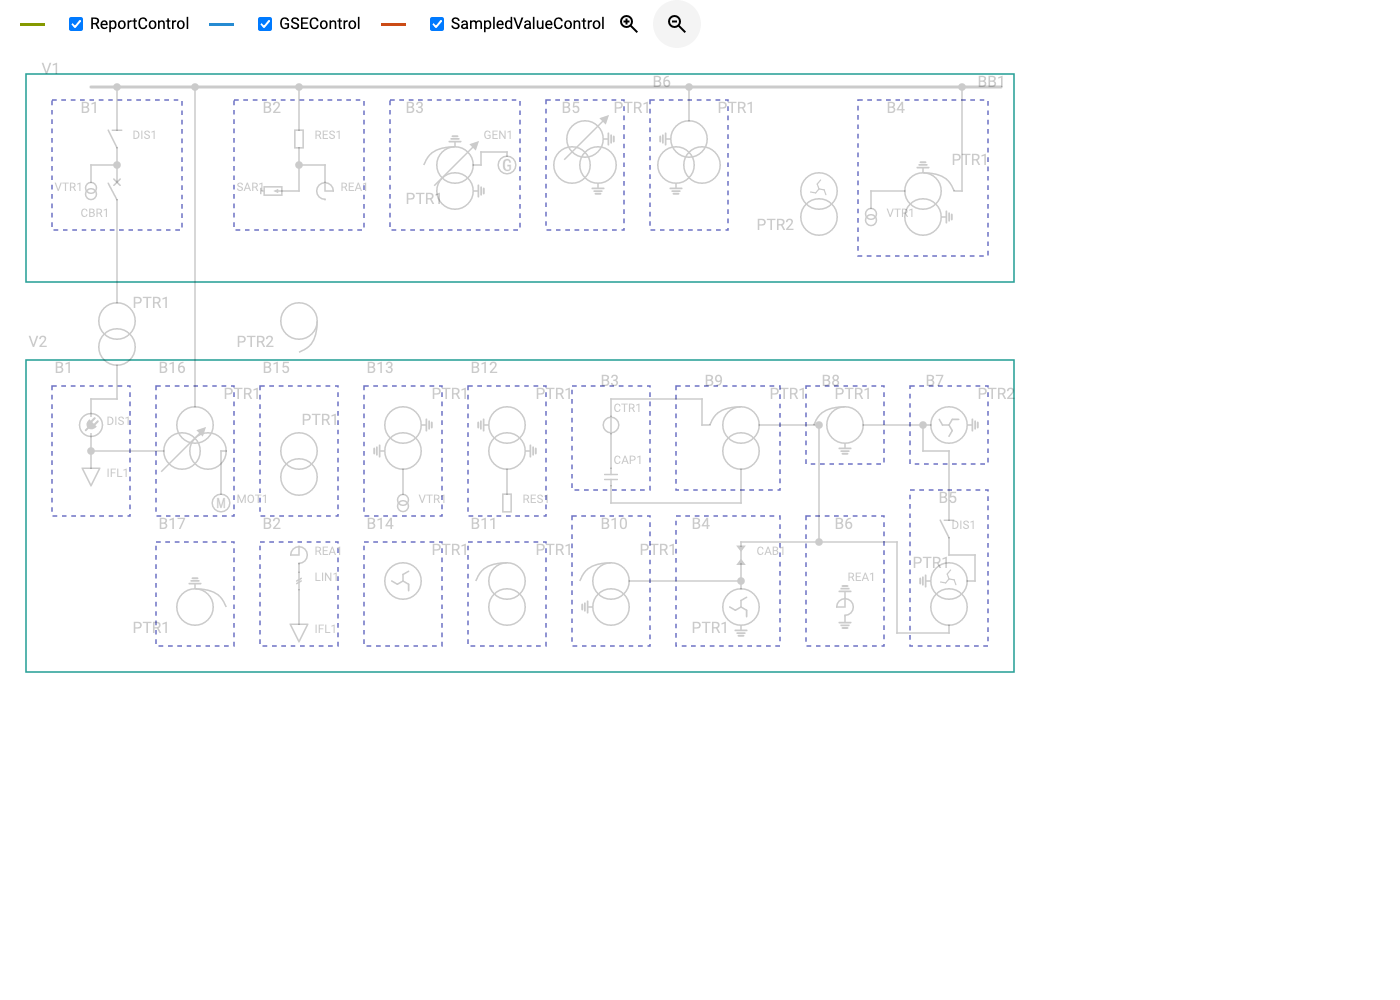 ReportControl GSEControl SampledValueControl
V1
B6 BB1
B1 B2 B3 B5 PTR1 PTR1 B4
DIS1 RES1 GEN1
G
PTR1
VTR1 SAR1 REA1
PTR1
CBR1 VTR1
PTR2
PTR1
V2 PTR2
B1 B16 B15 B13 B12
B3 B9 B8 B7
PTR1 PTR1 PTR1 PTR1 PTR1 PTR2
CTR1
DIS1 PTR1
CAP1
IFL1
M MOT1 VTR1 RES1
B5
B17 B2 B14 B11 B10 B4 B6
DIS1
REA1 PTR1 PTR1 PTR1 CAB1
PTR1
LIN1 REA1
PTR1 IFL1 PTR1